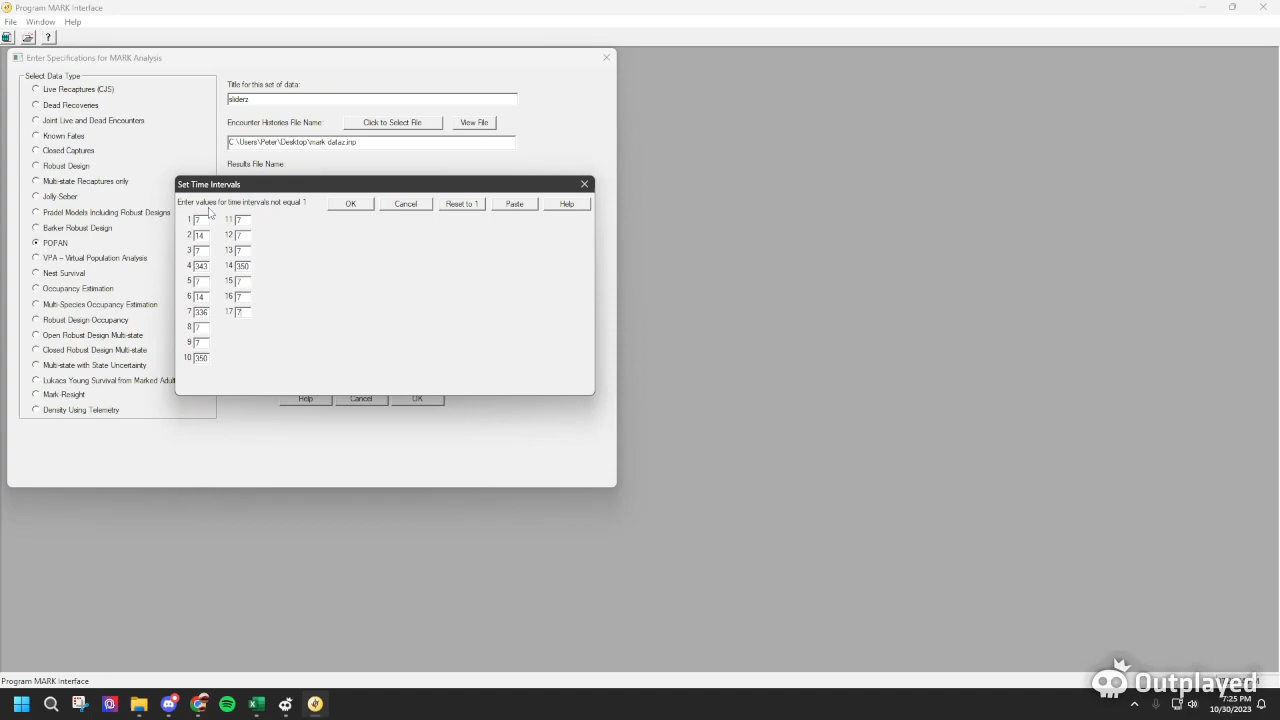 Program MARK Interface
File Window Help
?
Enter Specifications for MARK Analysis
Select Data Type
Live Recaptures (CJS)
Dead Recoveries
Joint Live and Dead Encounters
Known Fates
Closed Captures
Robust Design
Multi-state Recaptures only
Jolly-Seber
Pradel Models Including Robust Designs
Barker Robust Design
POPAN
VPA -- Virtual Population Analysis
Nest Survival
Occupancy Estimation
Multi-Species Occupancy Estimation
Robust Design Occupancy
Open Robust Design Multi-state
Closed Robust Design Multi-state
Multi-state with State Uncertainty
Lukacs Young Survival from Marked Adult
Mark-Resight
Density Using Telemetry
Title for this set of data:
sliderz
Encounter Histories File Name:
Click to Select File
View File
C:\Users\Peter\Desktop\mark dataz.inp
Results File Name:
Set Time Intervals
Enter values for time intervals not equal 1
OK
Cancel
Reset to 1
Paste
Help
1 7 11 7
2 14 12 7
3 7 13 7
4 343 14 350
5 7 15 7
6 14 16 7
7 336 17 7
8 7
9 7
10 350
Help
Cancel
OK
Program MARK Interface
Outplayed
7:25 PM
10/30/2023